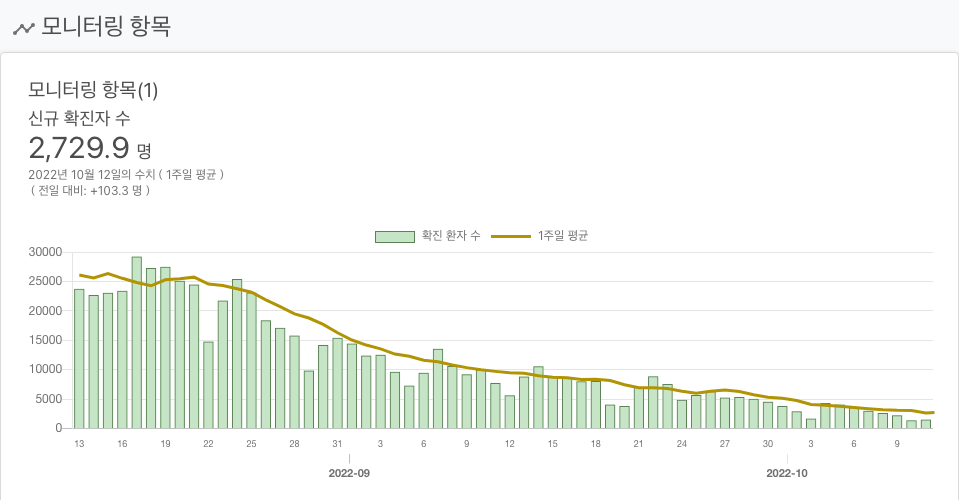 모니터링 항목
모니터링 항목(1)
신규 확진자 수
2,729.9 명
2022년 10월 12일의 수치 ( 1주일 평균 )
( 전일 대비: +103.3 명 )
확진 환자 수 1주일 평균
30000
25000
20000
15000
10000
5000
0
13 16 19 22 25 28 31 3 6 9 12 15 18 21 24 27 30 3 6 9
2022-09 2022-10